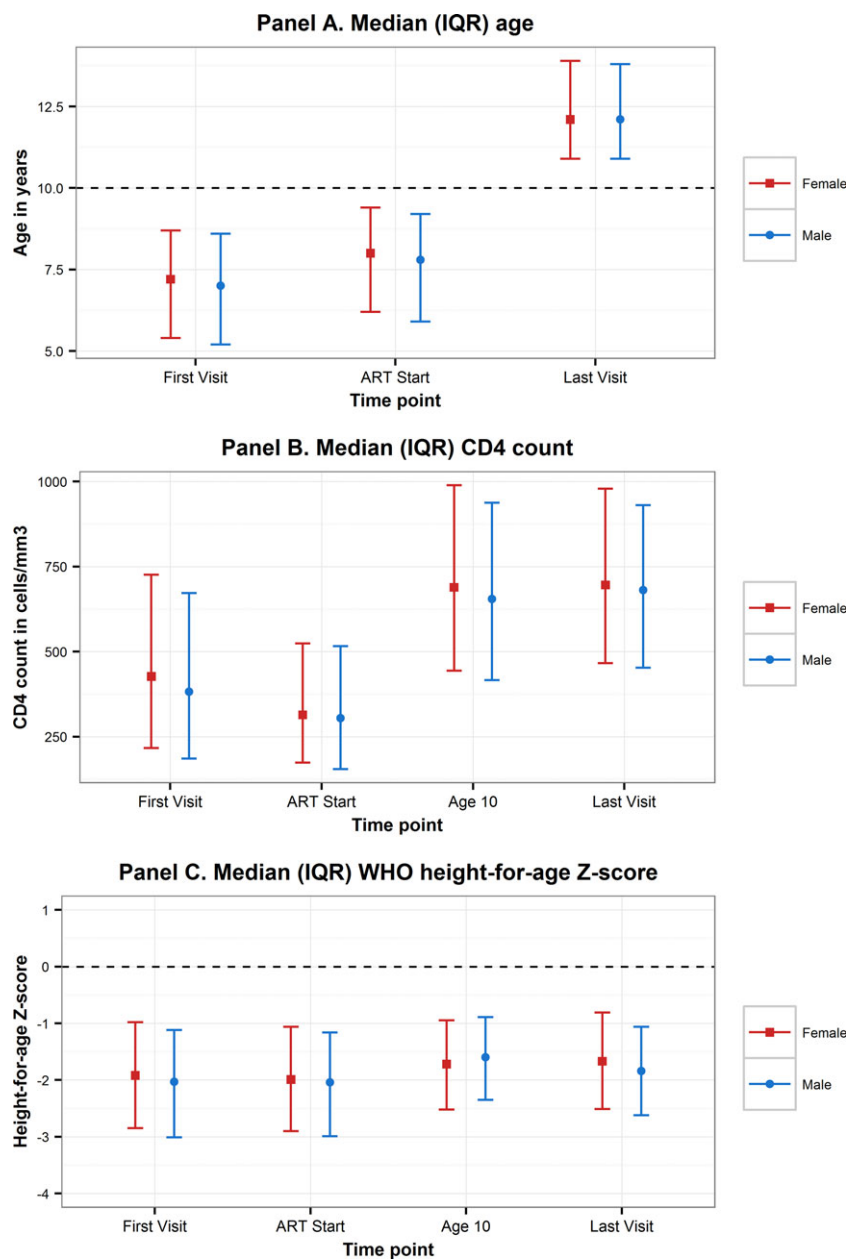 Panel A. Median (IQR) age
Age in years
12.5
10.0
7.5
5.0
First Visit ART Start Last Visit
Time point
Female
Male
Panel B. Median (IQR) CD4 count
CD4 count in cells/mm3
1000
750
500
250
First Visit ART Start Age 10 Last Visit
Time point
Female
Male
Panel C. Median (IQR) WHO height-for-age Z-score
Height-for-age Z-score
1
0
-1
-2
-3
-4
First Visit ART Start Age 10 Last Visit
Time point
Female
Male